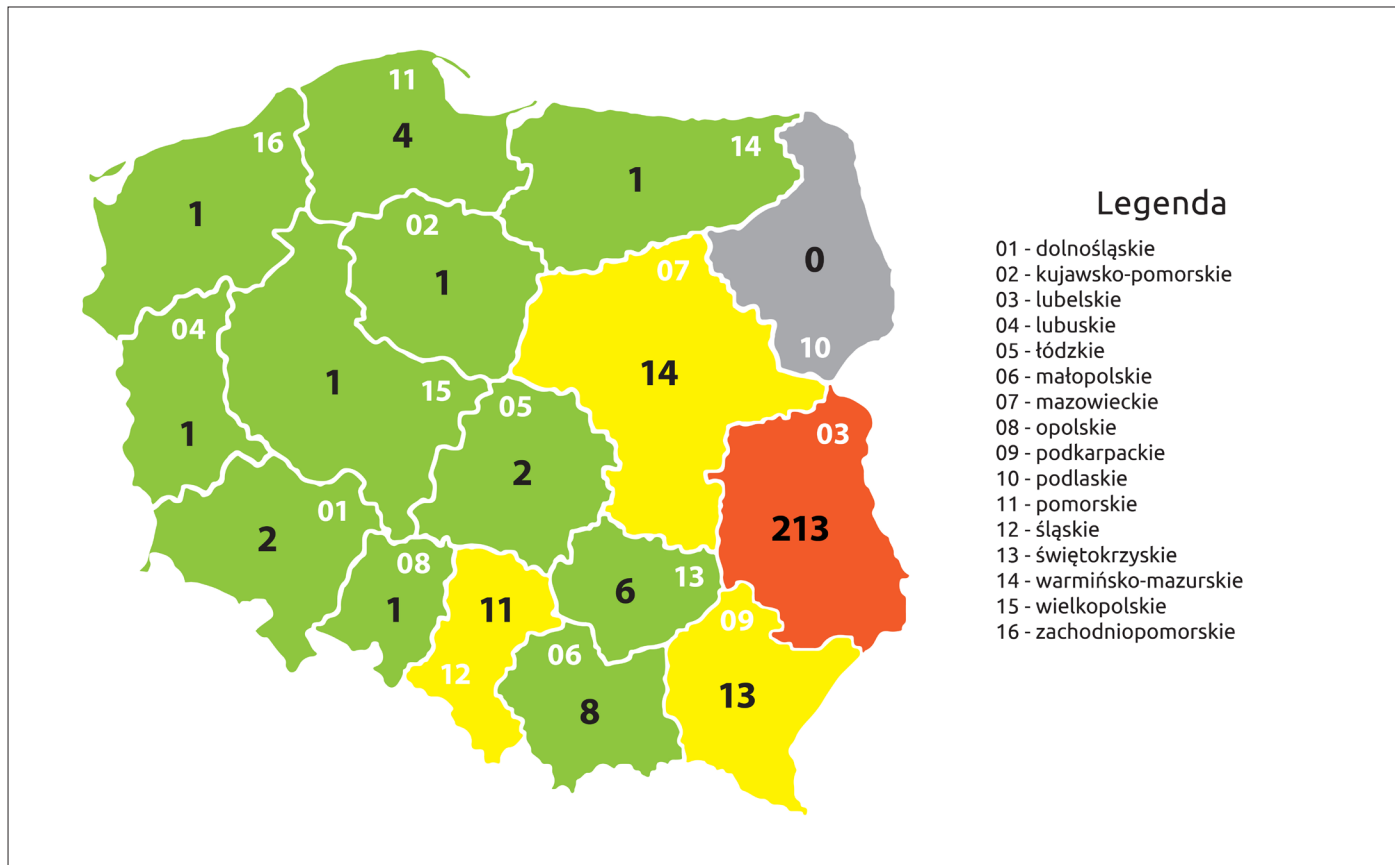 11
4
16
1
14
1
02
1
07
14
0
10
04
1
1
15
05
2
03
213
01
2
08
1
11
12
13
6
06
8
09
13
Legenda
01 - dolnośląskie
02 - kujawsko-pomorskie
03 - lubelskie
04 - lubuskie
05 - łódzkie
06 - małopolskie
07 - mazowieckie
08 - opolskie
09 - podkarpackie
10 - podlaskie
11 - pomorskie
12 - śląskie
13 - świętokrzyskie
14 - warmińsko-mazurskie
15 - wielkopolskie
16 - zachodniopomorskie